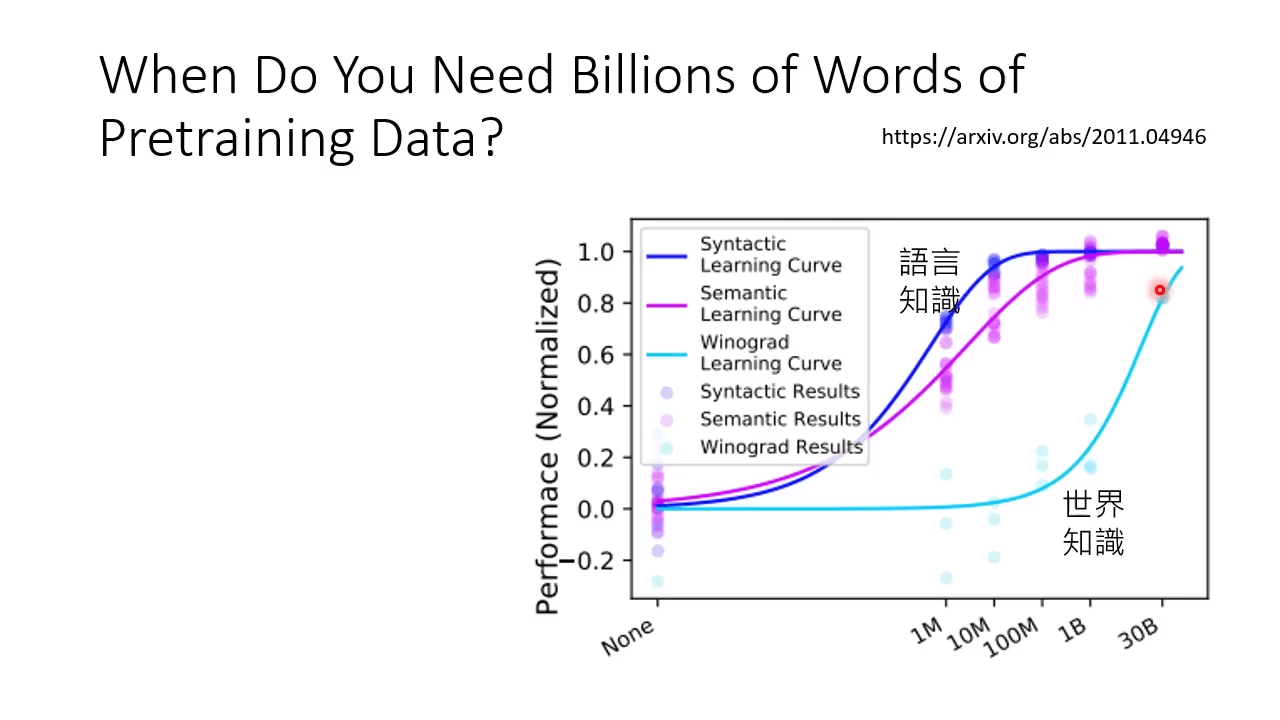 When Do You Need Billions of Words of
Pretraining Data?
https://arxiv.org/abs/2011.04946
Performace (Normalized)
1.0
0.8
0.6
0.4
0.2
0.0
−0.2
Syntactic
Learning Curve
Semantic
Learning Curve
Winograd
Learning Curve
Syntactic Results
Semantic Results
Winograd Results
語言
知識
世界
知識
None
1M
10M
100M
1B
30B